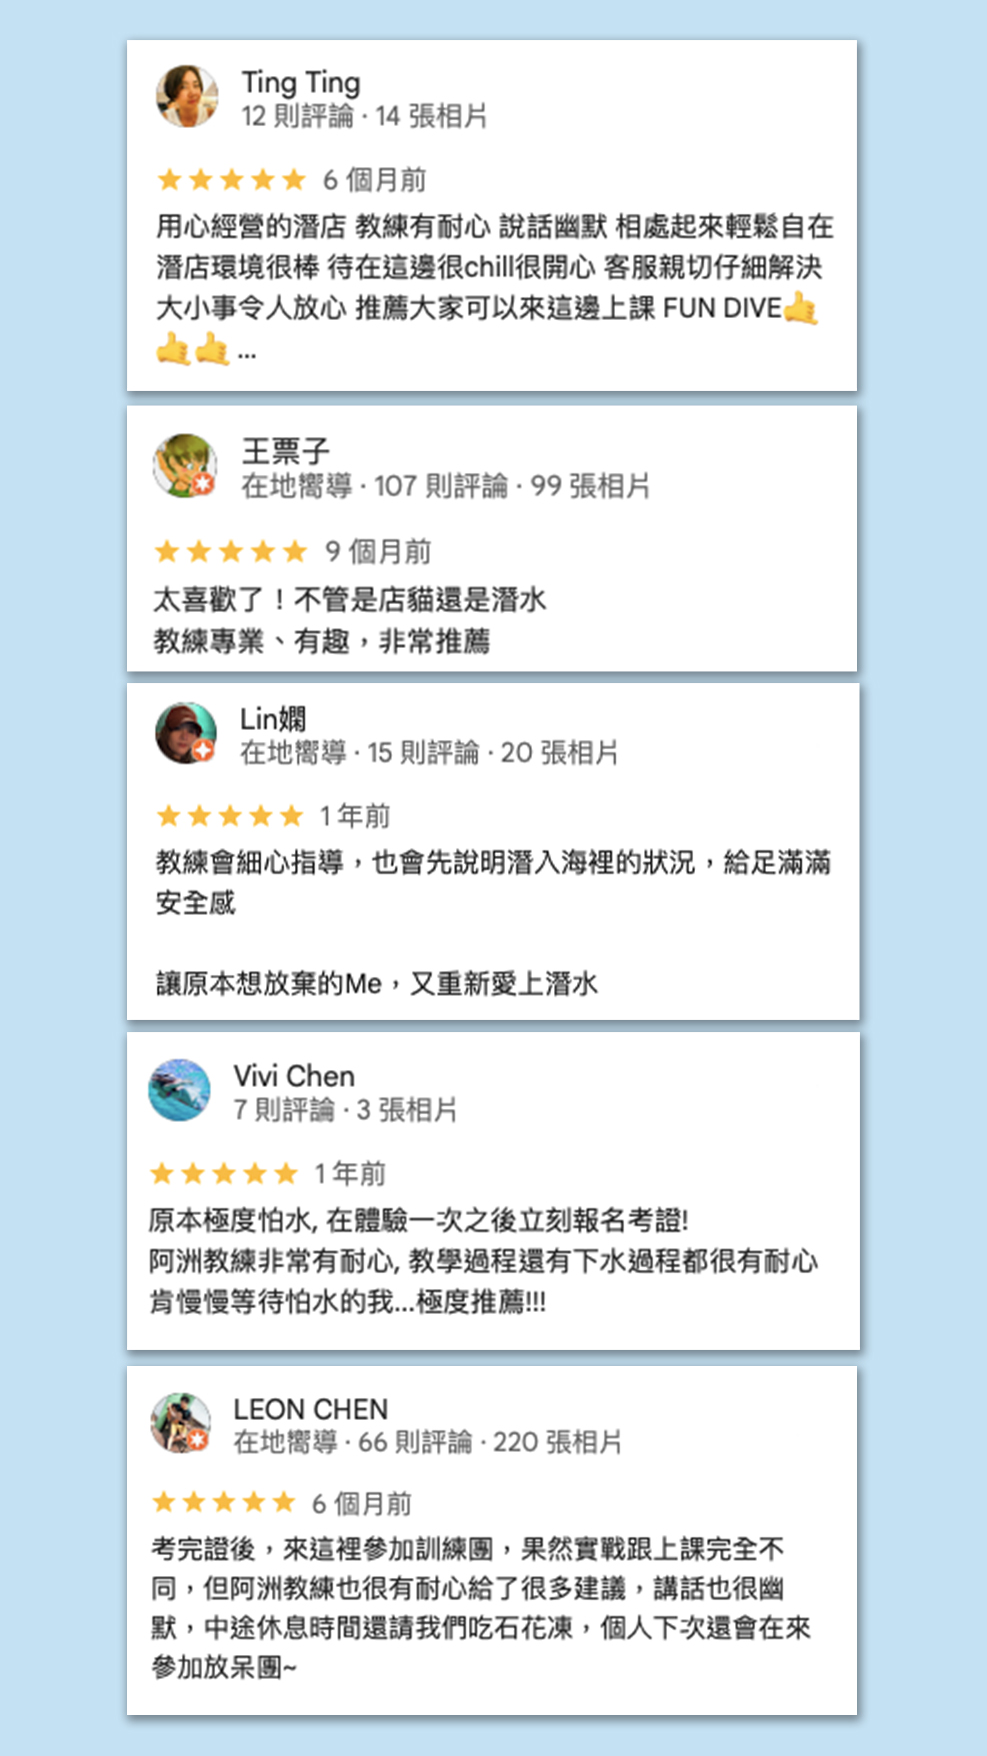 Ting Ting
12 則評論 · 14 張相片
6 個月前
用心經營的潛店 教練有耐心 說話幽默 相處起來輕鬆自在
潛店環境很棒 待在這邊很chill很開心 客服親切仔細解決
大小事令人放心 推薦大家可以來這邊上課 FUN DIVE🤙
🤙🤙 ...
王票子
在地嚮導 · 107 則評論 · 99 張相片
9 個月前
太喜歡了！不管是店貓還是潛水
教練專業、有趣，非常推薦
Lin嫻
在地嚮導 · 15 則評論 · 20 張相片
1 年前
教練會細心指導，也會先說明潛入海裡的狀況，給足滿滿
安全感
讓原本想放棄的Me，又重新愛上潛水
Vivi Chen
7 則評論 · 3 張相片
1 年前
原本極度怕水, 在體驗一次之後立刻報名考證!
阿洲教練非常有耐心, 教學過程還有下水過程都很有耐心
肯慢慢等待怕水的我...極度推薦!!!
LEON CHEN
在地嚮導 · 66 則評論 · 220 張相片
6 個月前
考完證後，來這裡參加訓練團，果然實戰跟上課完全不
同，但阿洲教練也很有耐心給了很多建議，講話也很幽
默，中途休息時間還請我們吃石花凍，個人下次還會在來
參加放呆團~